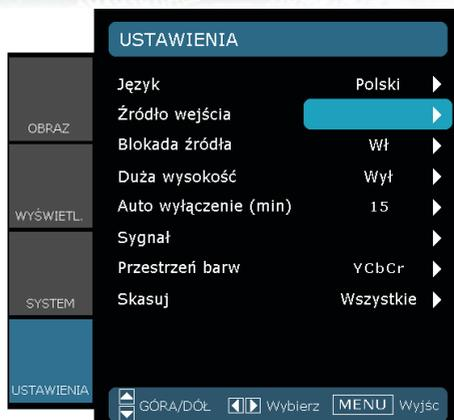 USTAWIENIA
Język Polski
Źródło wejścia
Blokada źródła Wł
Duża wysokość Wył
Auto wyłączenie (min) 15
Sygnał
Przestrzeń barw YCbCr
Skasuj Wszystkie
OBRAZ
WYŚWIETL.
SYSTEM
USTAWIENIA
GÓRA/DÓŁ Wybierz MENU Wyjśc